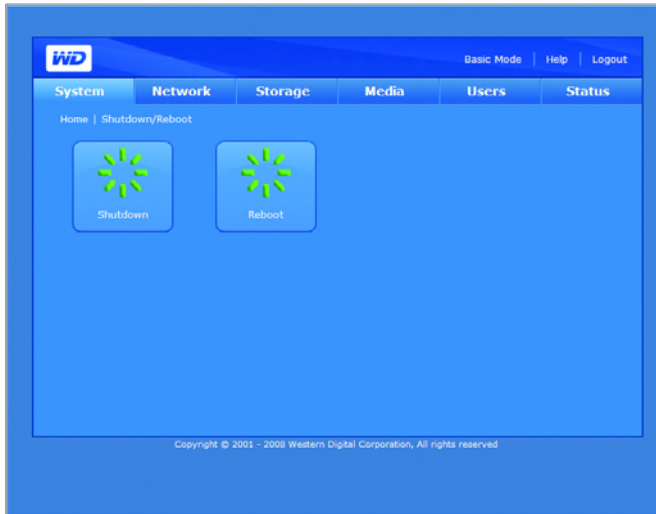 WD
Basic Mode | Help | Logout
System Network Storage Media Users Status
Home | Shutdown/Reboot
Shutdown Reboot
Copyright © 2001 - 2008 Western Digital Corporation, All rights reserved